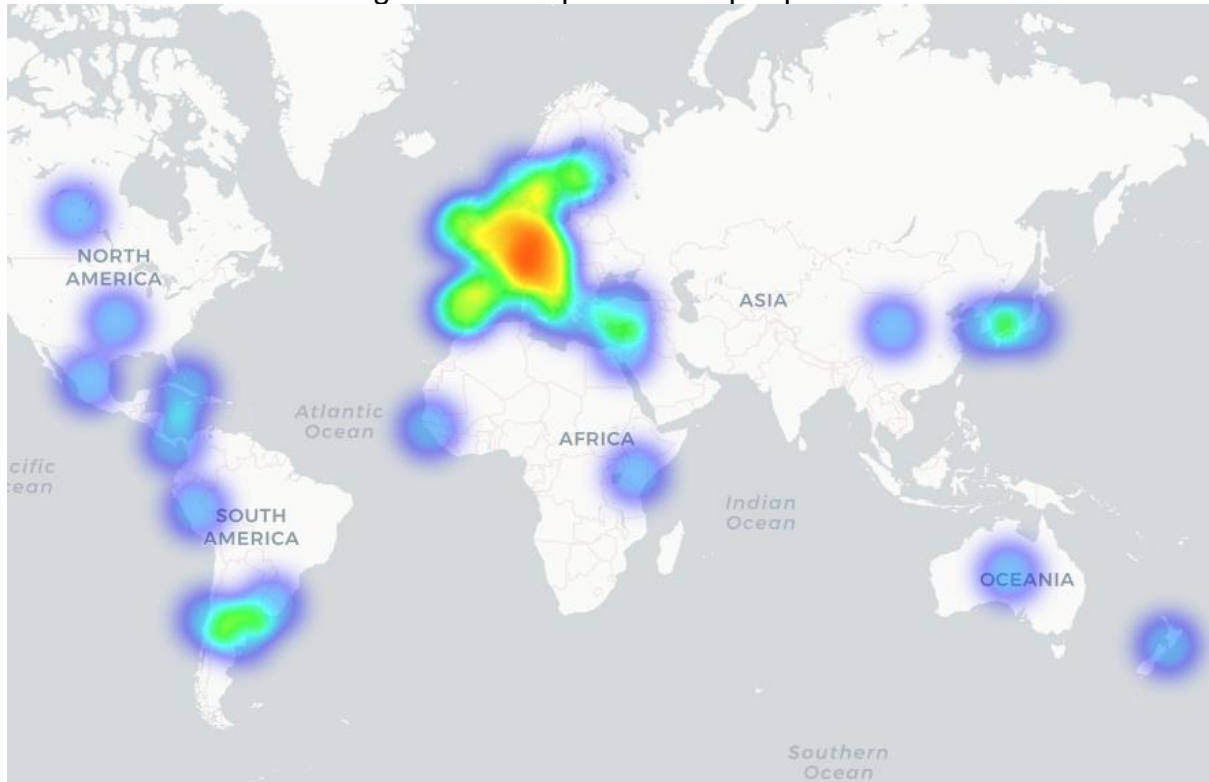 NORTH
AMERICA
ASIA
Atlantic
Ocean
AFRICA
cific
cean
Indian
Ocean
SOUTH
AMERICA
OCEANIA
Southern
Ocean